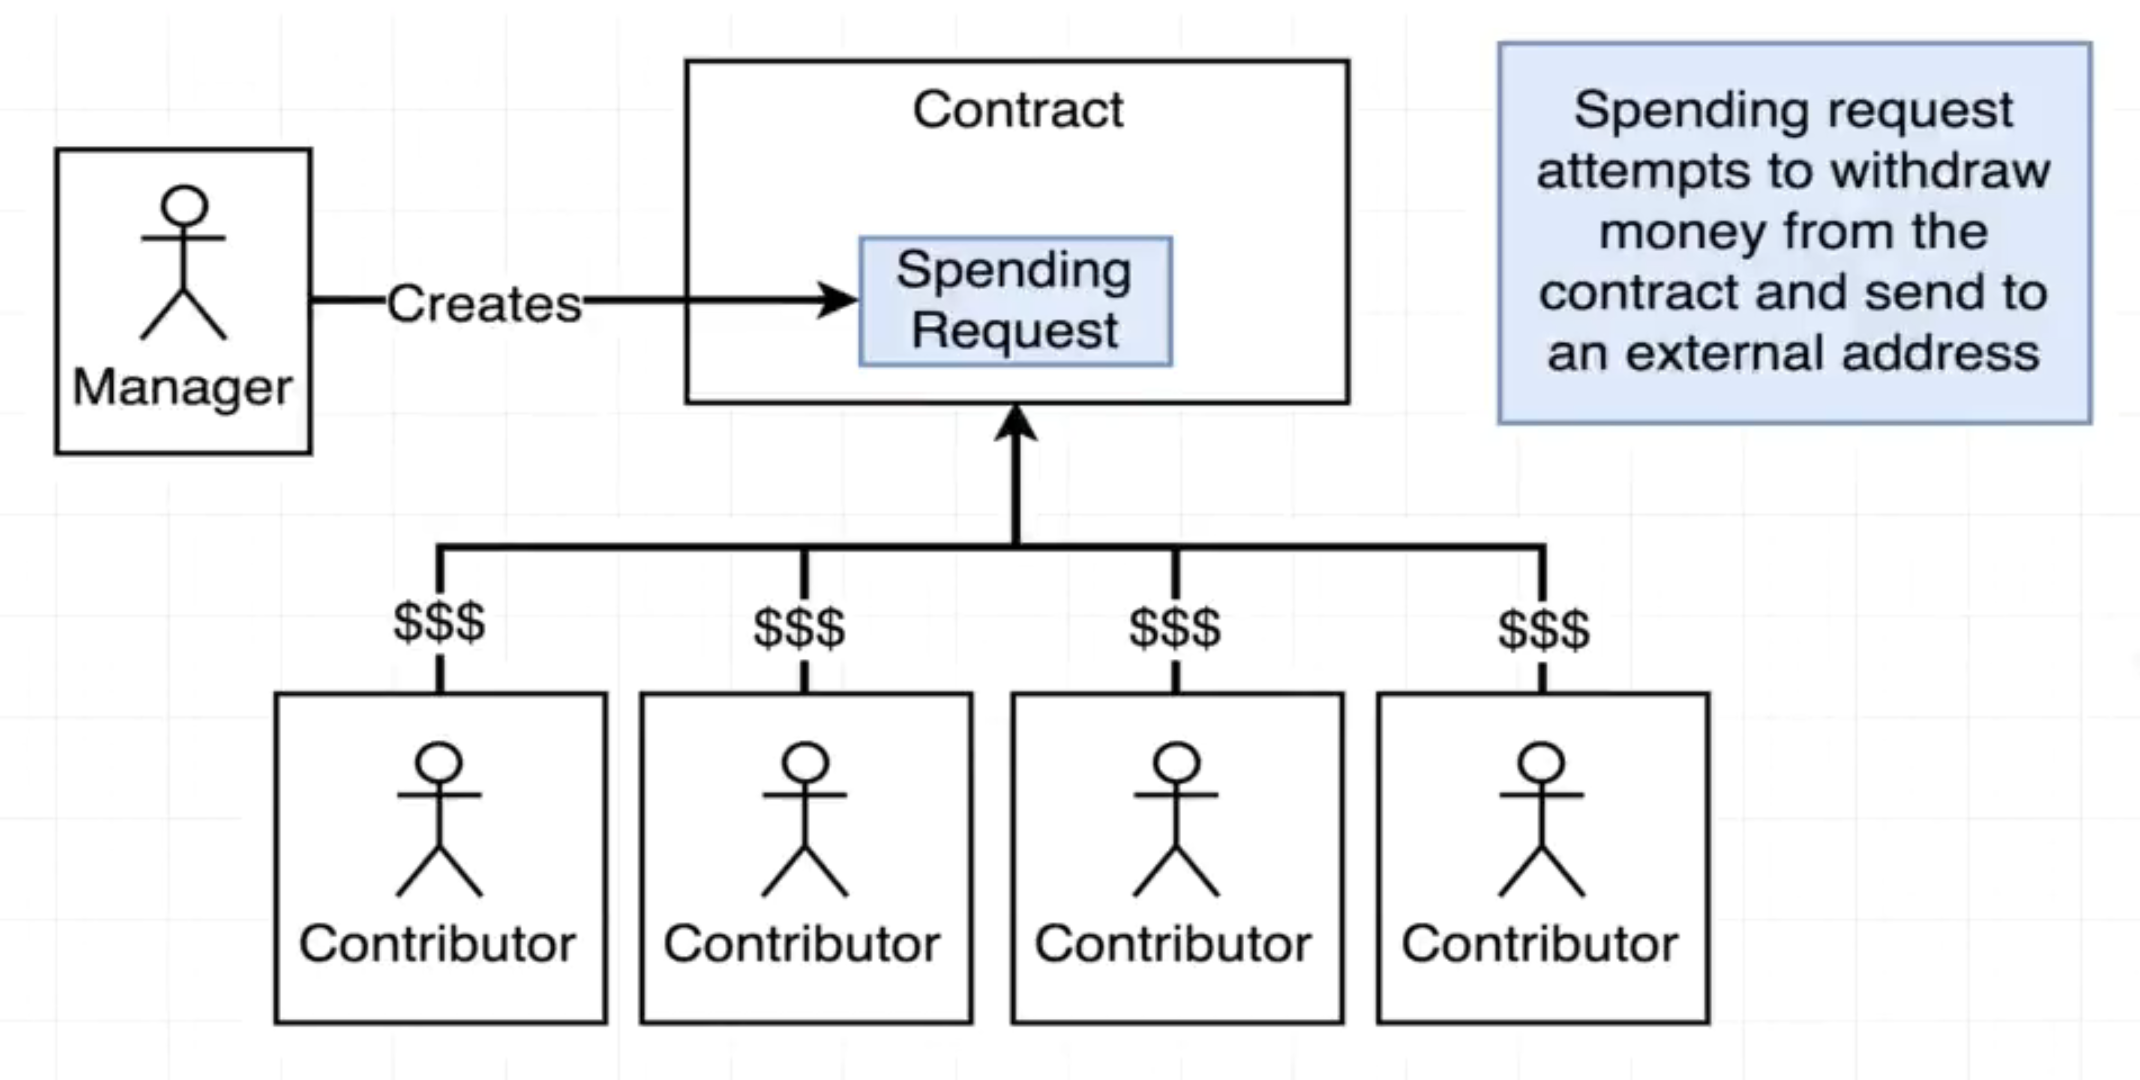 Contract
Spending request
attempts to withdraw
money from the
contract and send to
an external address
Manager
Creates
Spending
Request
$$$
$$$
$$$
$$$
Contributor
Contributor
Contributor
Contributor